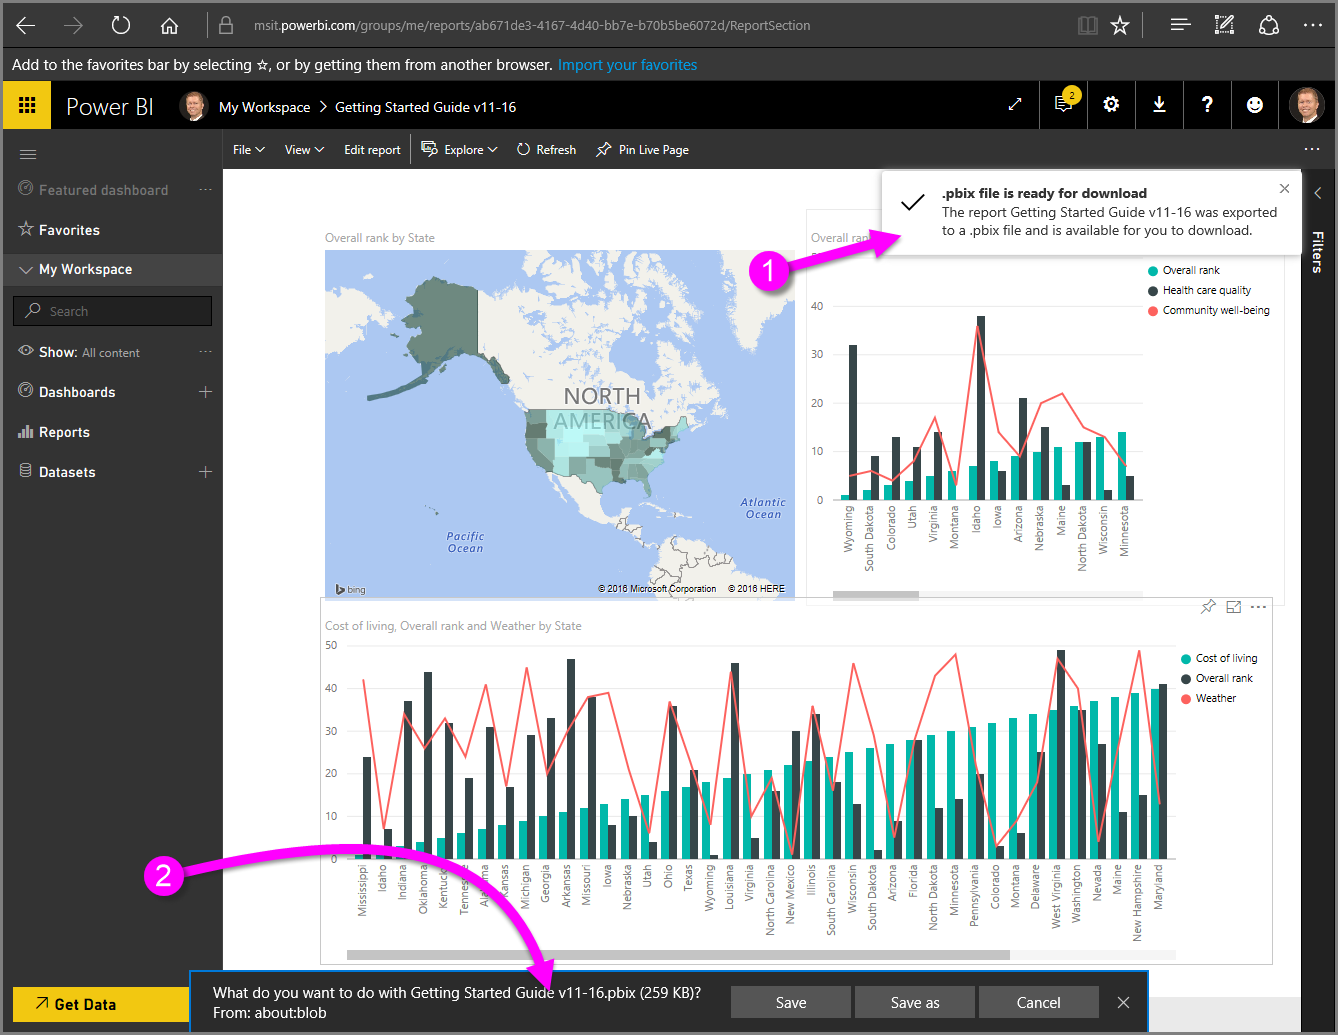 msit.powerbi.com/groups/me/reports/ab671de3-4167-4d40-bb7e-b70b5be6072d/ReportSection
Add to the favorites bar by selecting ☆, or by getting them from another browser. Import your favorites
Power BI
My Workspace > Getting Started Guide v11-16
2
?
File
View
Edit report
Explore
Refresh
Pin Live Page
Featured dashboard
Favorites
My Workspace
Search
Show: All content
Dashboards
Reports
Datasets
Get Data
.pbix file is ready for download
The report Getting Started Guide v11-16 was exported
to a .pbix file and is available for you to download.
Filters
1
Overall rank by State
NORTH
AMERICA
Pacific
Ocean
Atlantic
Ocean
bing
© 2016 Microsoft Corporation © 2016 HERE
Overall
Overall rank
Health care quality
Community well-being
40
30
20
10
0
Wyoming
South Dakota
Colorado
Utah
Virginia
Montana
Idaho
Iowa
Arizona
Nebraska
Maine
North Dakota
Wisconsin
Minnesota
Cost of living, Overall rank and Weather by State
Cost of living
Overall rank
Weather
50
40
30
20
10
0
Mississippi
Idaho
Indiana
Oklahoma
Kentucky
Tennessee
Alabama
Kansas
Michigan
Georgia
Arkansas
Missouri
Iowa
Nebraska
Utah
Ohio
Texas
Wyoming
Louisiana
Virginia
North Carolina
New Mexico
Illinois
South Carolina
Wisconsin
South Dakota
Arizona
Florida
North Dakota
Minnesota
Pennsylvania
Colorado
Montana
Delaware
West Virginia
Washington
Nevada
Maine
New Hampshire
Maryland
2
What do you want to do with Getting Started Guide v11-16.pbix (259 KB)?
From: about:blob
Save
Save as
Cancel